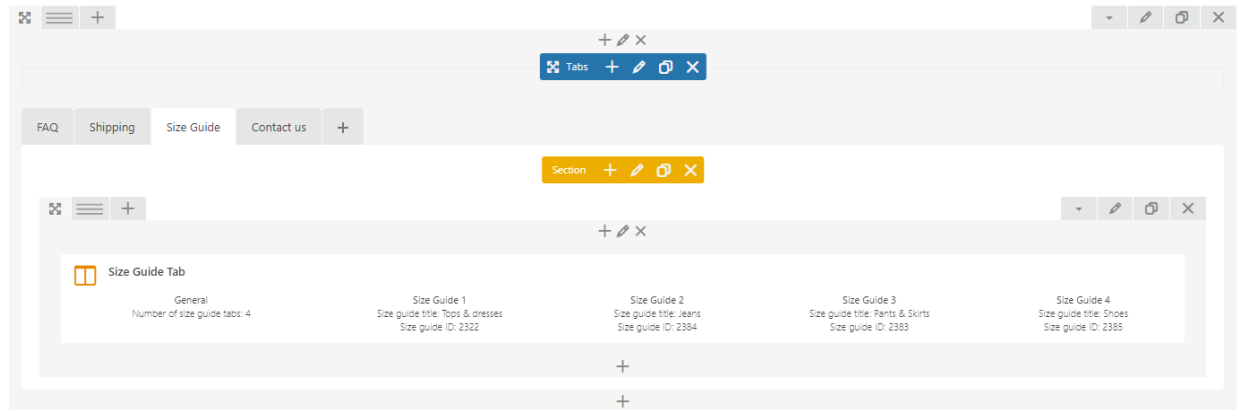 Tabs
FAQ Shipping Size Guide Contact us
Section
Size Guide Tab
General
Number of size guide tabs: 4
Size Guide 1
Size guide title: Tops & dresses
Size guide ID: 2322
Size Guide 2
Size guide title: Jeans
Size guide ID: 2384
Size Guide 3
Size guide title: Pants & Skirts
Size guide ID: 2383
Size Guide 4
Size guide title: Shoes
Size guide ID: 2385